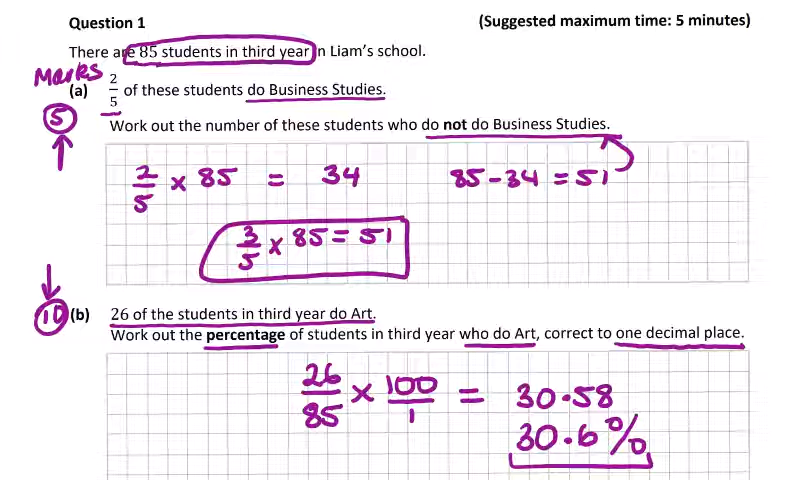 Question 1 (Suggested maximum time: 5 minutes)
There are 85 students in third year in Liam's school.
Marks
(a) 2/5 of these students do Business Studies.
5
Work out the number of these students who do not do Business Studies.
2/5 × 85 = 34 85 - 34 = 51
3/5 × 85 = 51
10 (b) 26 of the students in third year do Art.
Work out the percentage of students in third year who do Art, correct to one decimal place.
26/85 × 100/1 = 30.58
30.6%